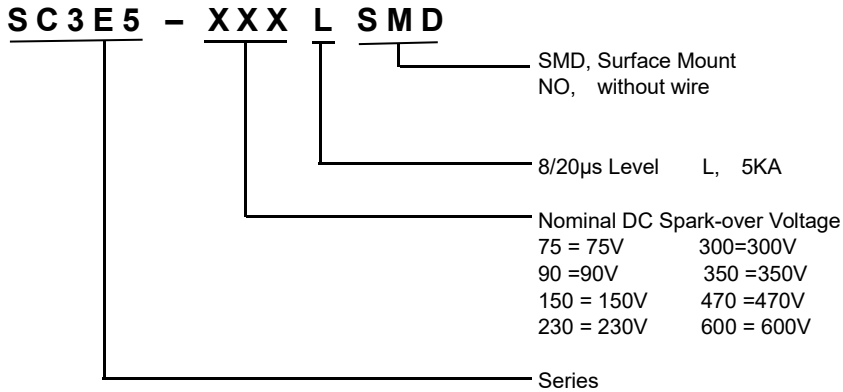 SC3E5 – XXX L SMD
SMD, Surface Mount
NO, without wire
8/20µs Level L, 5KA
Nominal DC Spark-over Voltage
75 = 75V 300=300V
90 =90V 350 =350V
150 = 150V 470 =470V
230 = 230V 600 = 600V
Series